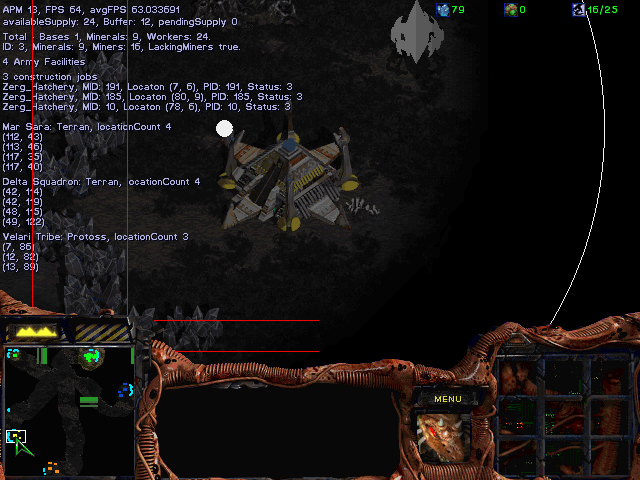 APM 13, FPS 64, avgFPS 63.033691
availableSupply: 24, Buffer: 12, pendingSupply 0
79
0
16/25
Total - Bases 1, Minerals: 9, Workers: 24.
ID: 3, Minerals: 9, Miners: 16, LackingMiners true.
4 Army Facilities
3 construction jobs
Zerg_Hatchery, MID: 191, Locaton (7, 6), PID: 191, Status: 3
Zerg_Hatchery, MID: 185, Locaton (80, 9), PID: 185, Status: 3
Zerg_Hatchery, MID: 10, Locaton (78, 6), PID: 10, Status: 3
Mar Sara: Terran, locationCount 4
(112, 43)
(113, 46)
(117, 35)
(117, 40)
Delta Squadron: Terran, locationCount 4
(42, 114)
(42, 119)
(48, 115)
(49, 122)
Velari Tribe: Protoss, locationCount 3
(7, 86)
(12, 82)
(13, 89)
MENU